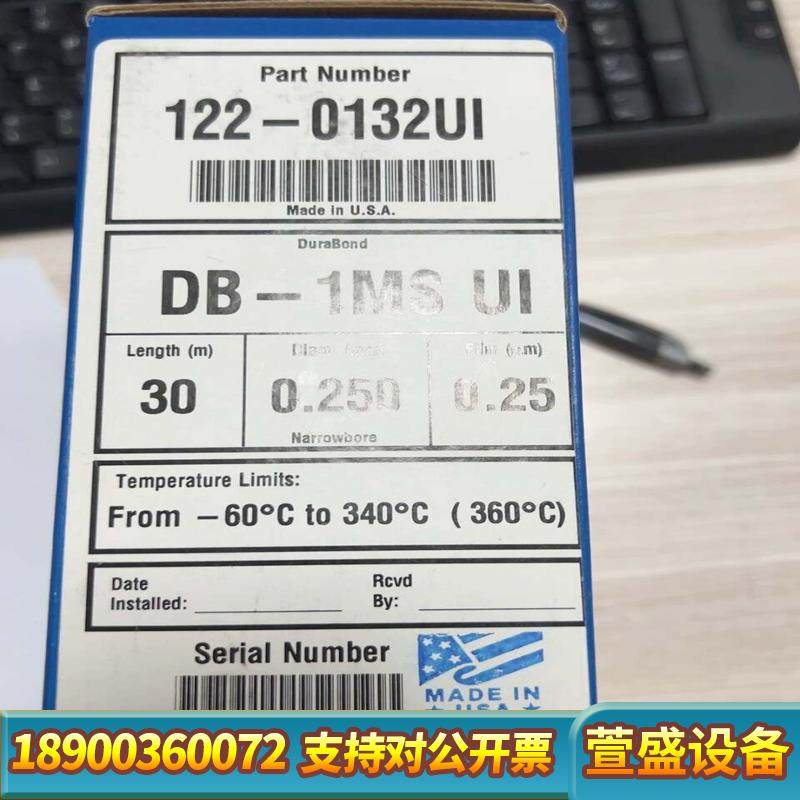 Part Number
122-0132UI
Made in U.S.A.
DuraBond
DB-1MS UI
Length (m)
30
0.250
Narrowbore
0.25
Temperature Limits:
From -60°C to 340°C (360°C)
Date
Installed:
Rcvd
By:
Serial Number
MADE IN
USA
18900360072 支持对公开票
萱盛设备